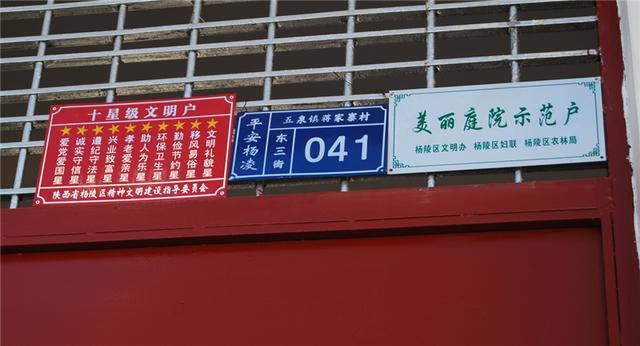 十星级文明户
爱党爱国星
诚实守信星
遵纪守法星
兴业致富星
孝老爱亲星
助人为乐星
环保卫生星
勤俭节约星
移风易俗星
文明礼貌星
陕西省杨陵区精神文明建设指导委员会
平安杨凌
五泉镇蒋家寨村
东三街
041
美丽庭院示范户
杨陵区文明办 杨陵区妇联 杨陵区农林局